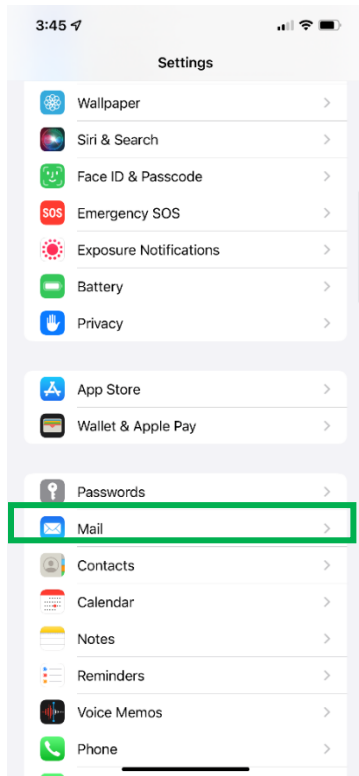 3:45
Settings
Wallpaper
Siri & Search
Face ID & Passcode
SOS Emergency SOS
Exposure Notifications
Battery
Privacy
App Store
Wallet & Apple Pay
Passwords
Mail
Contacts
Calendar
Notes
Reminders
Voice Memos
Phone